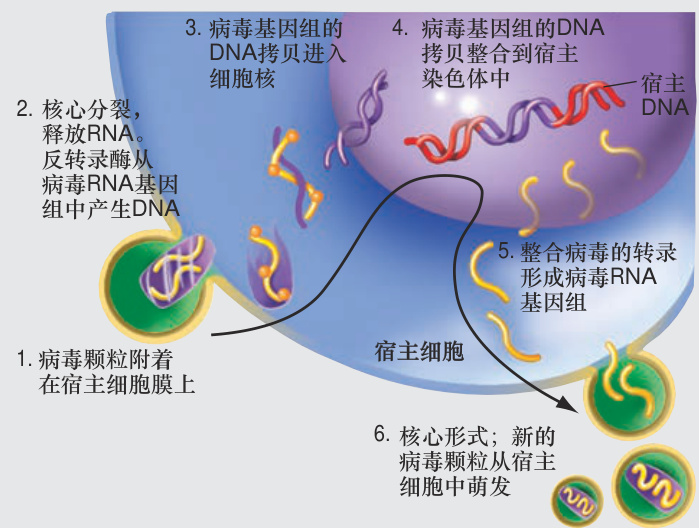 3. 病毒基因组的
DNA拷贝进入
细胞核
4. 病毒基因组的DNA
拷贝整合到宿主
染色体中
宿主
DNA
2. 核心分裂，
释放RNA。
反转录酶从
病毒RNA基因
组中产生DNA
5. 整合病毒的转录
形成病毒RNA
基因组
1. 病毒颗粒附着
在宿主细胞膜上
宿主细胞
6. 核心形式；新的
病毒颗粒从宿主
细胞中萌发